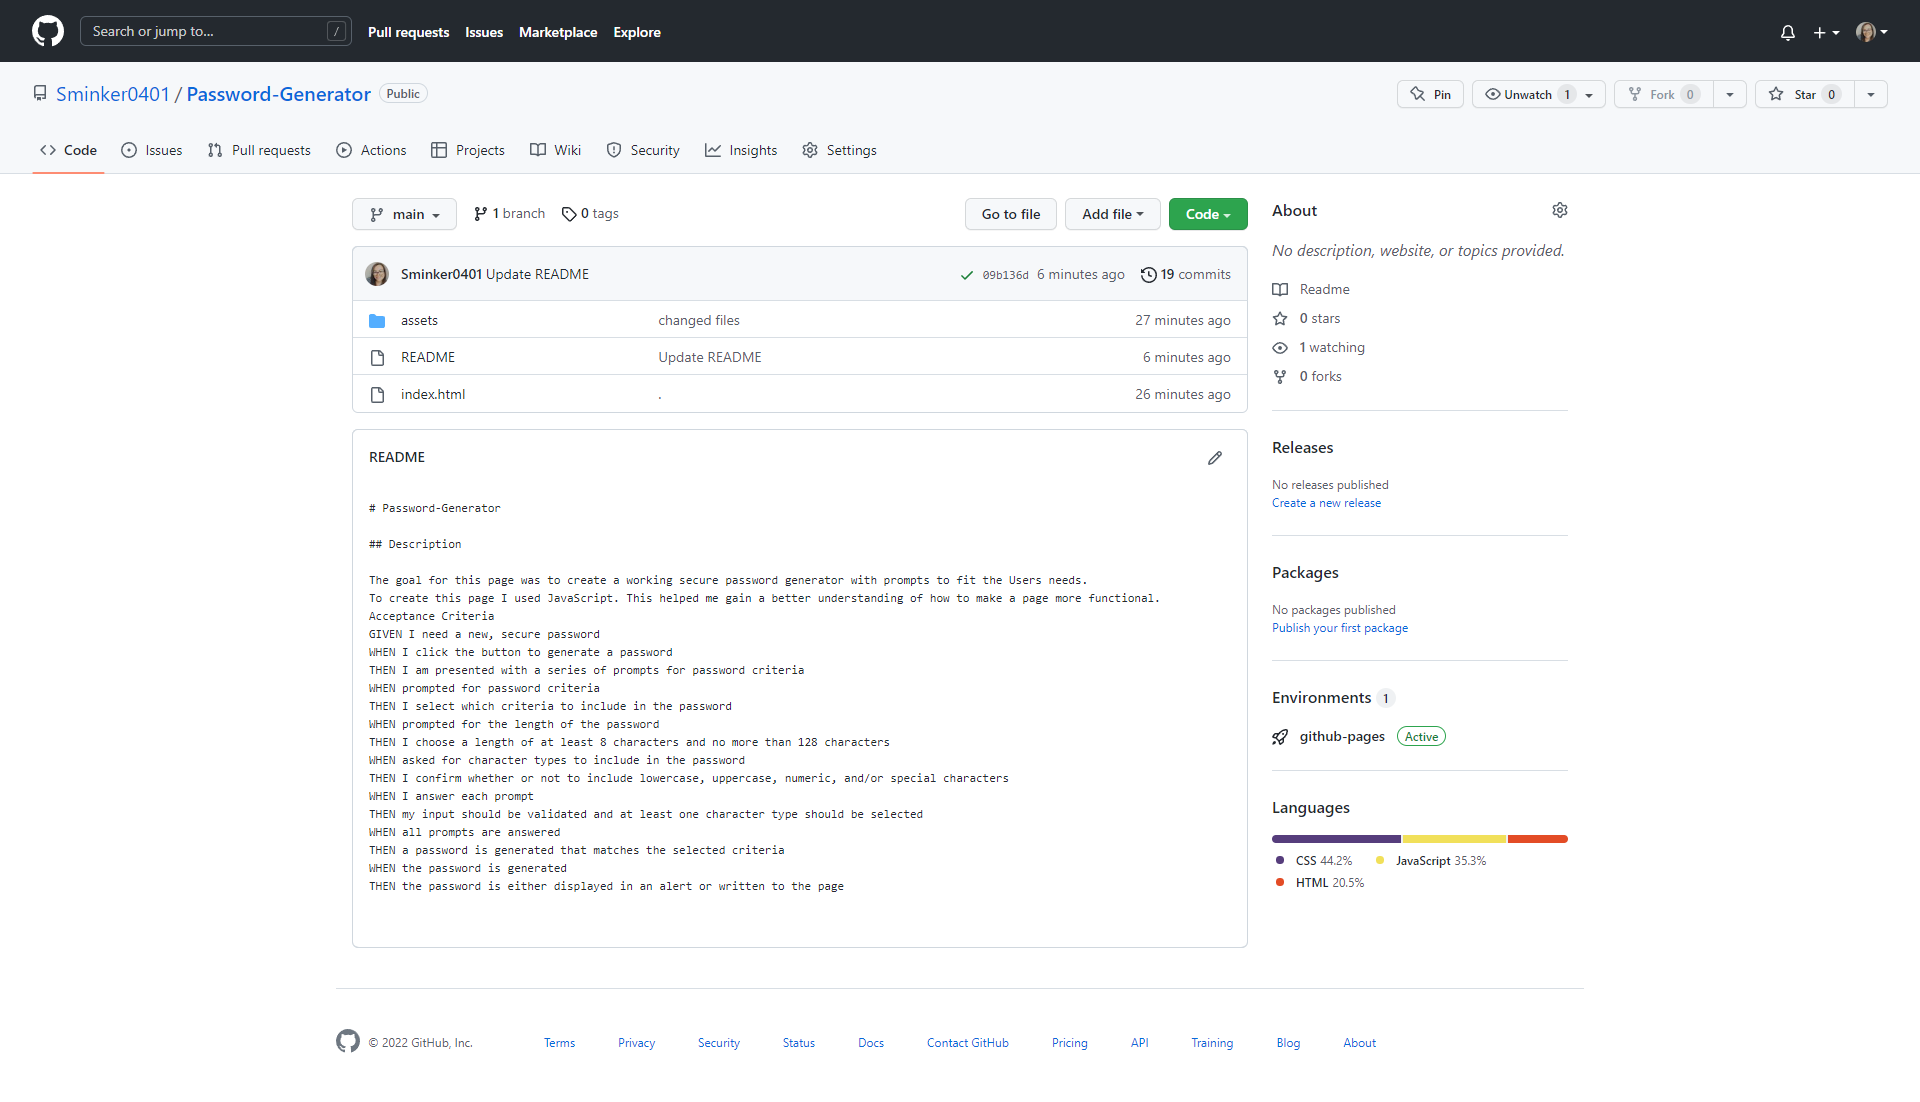 Search or jump to... /
Pull requests Issues Marketplace Explore
Sminker0401 / Password-Generator Public
Pin Unwatch 1 Fork 0 Star 0
Code Issues Pull requests Actions Projects Wiki Security Insights Settings
main 1 branch 0 tags Go to file Add file Code
Sminker0401 Update README 09b136d 6 minutes ago 19 commits
assets changed files 27 minutes ago
README Update README 6 minutes ago
index.html . 26 minutes ago
README
# Password-Generator
## Description
The goal for this page was to create a working secure password generator with prompts to fit the Users needs.
To create this page I used JavaScript. This helped me gain a better understanding of how to make a page more functional.
Acceptance Criteria
GIVEN I need a new, secure password
WHEN I click the button to generate a password
THEN I am presented with a series of prompts for password criteria
WHEN prompted for password criteria
THEN I select which criteria to include in the password
WHEN prompted for the length of the password
THEN I choose a length of at least 8 characters and no more than 128 characters
WHEN asked for character types to include in the password
THEN I confirm whether or not to include lowercase, uppercase, numeric, and/or special characters
WHEN I answer each prompt
THEN my input should be validated and at least one character type should be selected
WHEN all prompts are answered
THEN a password is generated that matches the selected criteria
WHEN the password is generated
THEN the password is either displayed in an alert or written to the page
About
No description, website, or topics provided.
Readme
0 stars
1 watching
0 forks
Releases
No releases published
Create a new release
Packages
No packages published
Publish your first package
Environments 1
github-pages Active
Languages
CSS 44.2% JavaScript 35.3%
HTML 20.5%
© 2022 GitHub, Inc. Terms Privacy Security Status Docs Contact GitHub Pricing API Training Blog About